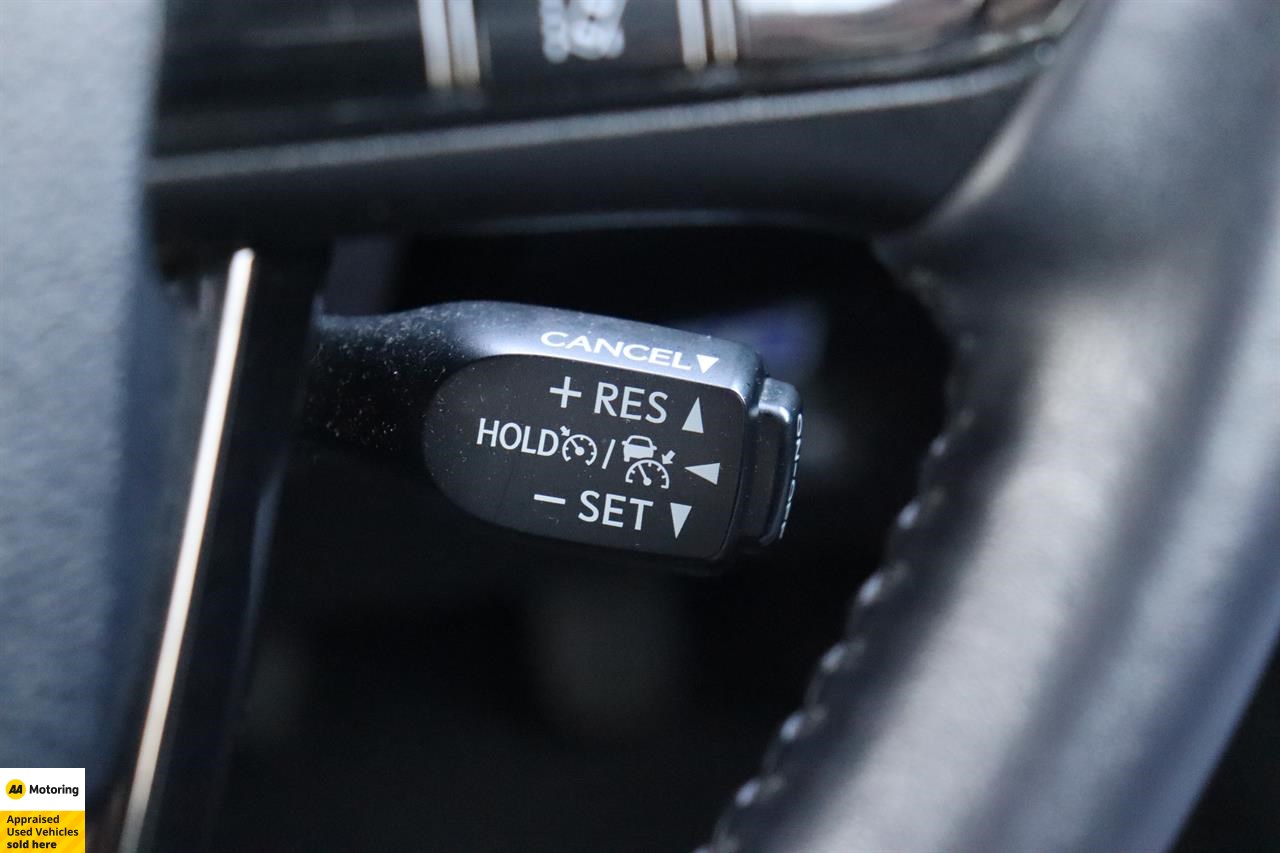 CANCEL▼
+ RES ▲
HOLD / ◀
− SET ▼
AA Motoring
Appraised
Used Vehicles
sold here